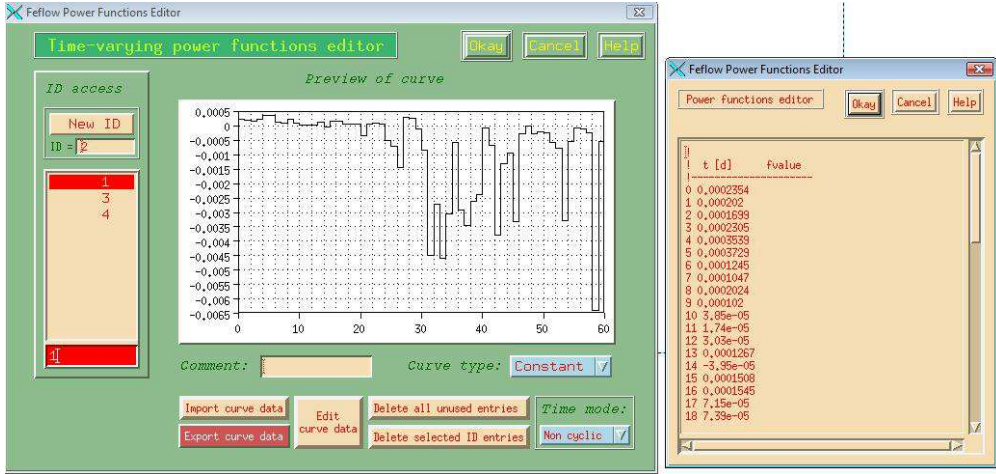 Feflow Power Functions Editor
Time-varying power functions editor
Okay
Cancel
Help
ID access
New ID
ID = 2
1
3
4
1
Preview of curve
0.0005
0
-0.0005
-0.001
-0.0015
-0.002
-0.0025
-0.003
-0.0035
-0.004
-0.0045
-0.005
-0.0055
-0.006
-0.0065
0 10 20 30 40 50 60
Comment:
Curve type: Constant
Import curve data
Export curve data
Edit
curve data
Delete all unused entries
Delete selected ID entries
Time mode:
Non cyclic
Feflow Power Functions Editor
Power functions editor
Okay
Cancel
Help
!
! t [d] fvalue
!----------------------
0 0.0002354
1 0.000202
2 0.0001699
3 0.0002305
4 0.0003539
5 0.0003729
6 0.0001245
7 0.0001047
8 0.0002024
9 0.000102
10 3.85e-05
11 1.74e-05
12 3.03e-05
13 0.0001267
14 -3.95e-05
15 0.0001508
16 0.0001545
17 7.15e-05
18 7.39e-05